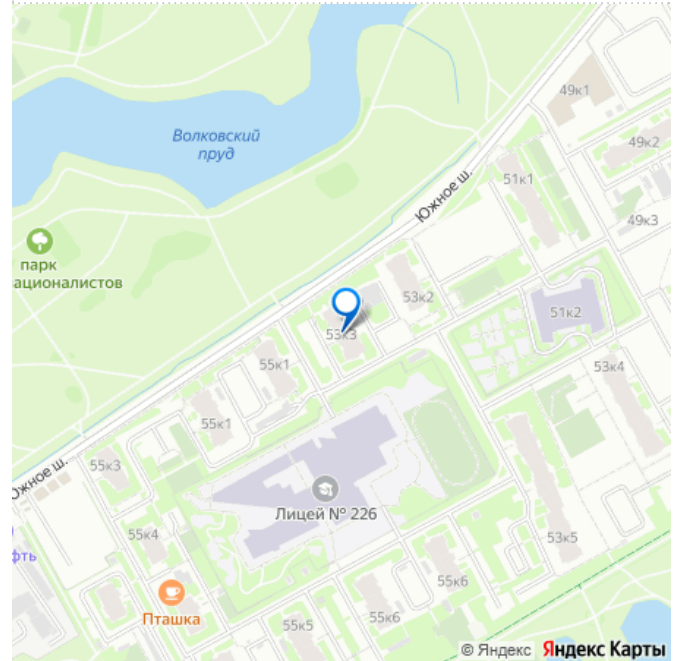 49к1
Волковский
пруд
49к2
51к1
Южное ш.
49к3
парк
ационалистов
53к2
51к2
53к3
55к1
53к4
55к1
55к3
Южное ш.
Лицей № 226
55к4
53к5
фть
55к6
Пташка
55к6
55к5
© Яндекс Яндекс Карты